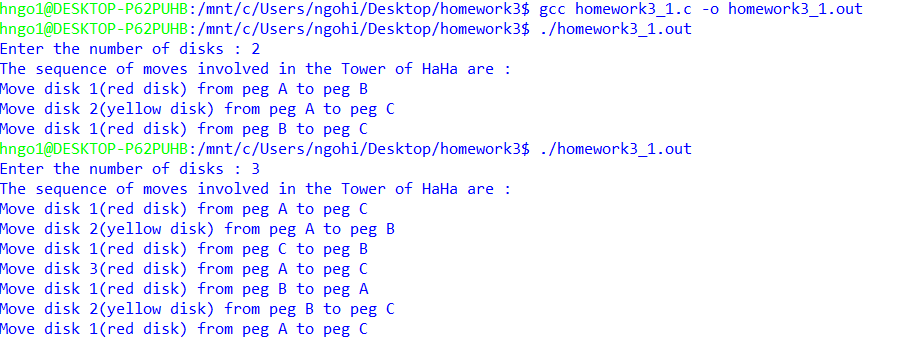 hngo1@DESKTOP-P62PUHB:/mnt/c/Users/ngohi/Desktop/homework3$ gcc homework3_1.c -o homework3_1.out
hngo1@DESKTOP-P62PUHB:/mnt/c/Users/ngohi/Desktop/homework3$ ./homework3_1.out
Enter the number of disks : 2
The sequence of moves involved in the Tower of HaHa are :
Move disk 1(red disk) from peg A to peg B
Move disk 2(yellow disk) from peg A to peg C
Move disk 1(red disk) from peg B to peg C
hngo1@DESKTOP-P62PUHB:/mnt/c/Users/ngohi/Desktop/homework3$ ./homework3_1.out
Enter the number of disks : 3
The sequence of moves involved in the Tower of HaHa are :
Move disk 1(red disk) from peg A to peg C
Move disk 2(yellow disk) from peg A to peg B
Move disk 1(red disk) from peg C to peg B
Move disk 3(red disk) from peg A to peg C
Move disk 1(red disk) from peg B to peg A
Move disk 2(yellow disk) from peg B to peg C
Move disk 1(red disk) from peg A to peg C